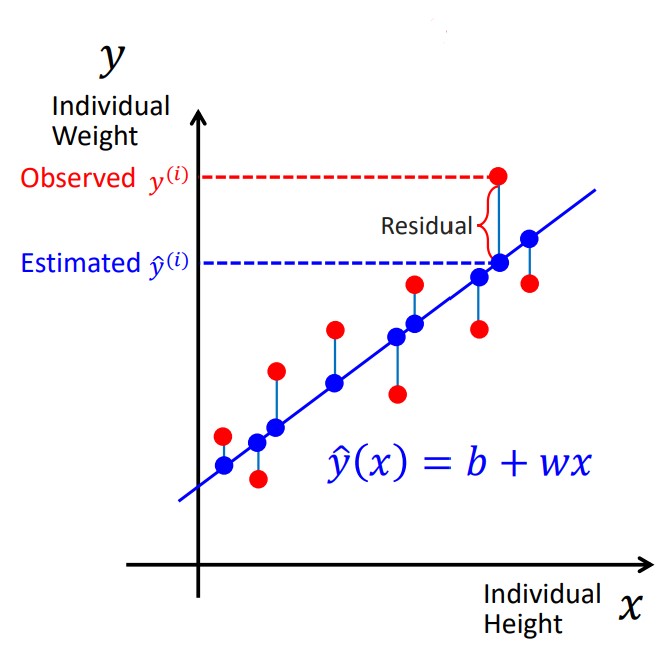 y
Individual
Weight
Observed y⁽ⁱ⁾
Residual
Estimated ŷ⁽ⁱ⁾
ŷ(x) = b + wx
Individual
Height
x